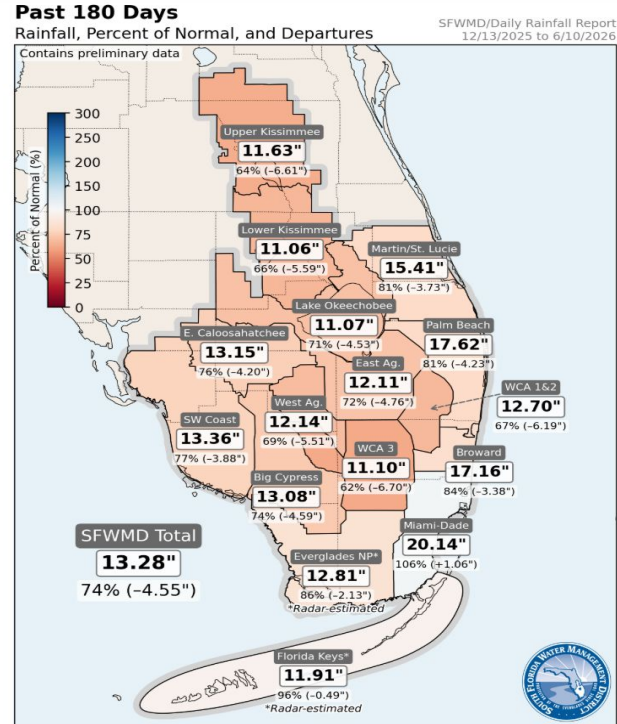 Past 180 Days
Rainfall, Percent of Normal, and Departures
SFWMD/Daily Rainfall Report
12/13/2025 to 6/10/2026
Contains preliminary data
Percent of Normal (%)
300
250
200
150
100
75
50
25
0
Upper Kissimmee
11.63"
64% (−6.61")
Lower Kissimmee
11.06"
66% (−5.59")
Martin/St. Lucie
15.41"
81% (−3.73")
Lake Okeechobee
11.07"
71% (−4.53")
Palm Beach
17.62"
81% (−4.23")
E. Caloosahatchee
13.15"
76% (−4.20")
East Ag.
12.11"
72% (−4.76")
WCA 1&2
12.70"
67% (−6.19")
West Ag.
12.14"
69% (−5.51")
SW Coast
13.36"
77% (−3.88")
WCA 3
11.10"
62% (−6.70")
Broward
17.16"
84% (−3.38")
Big Cypress
13.08"
74% (−4.59")
Miami-Dade
20.14"
106% (+1.06")
SFWMD Total
13.28"
74% (−4.55")
Everglades NP*
12.81"
86% (−2.13")
*Radar-estimated
Florida Keys*
11.91"
96% (−0.49")
*Radar-estimated
SOUTH FLORIDA WATER MANAGEMENT DISTRICT